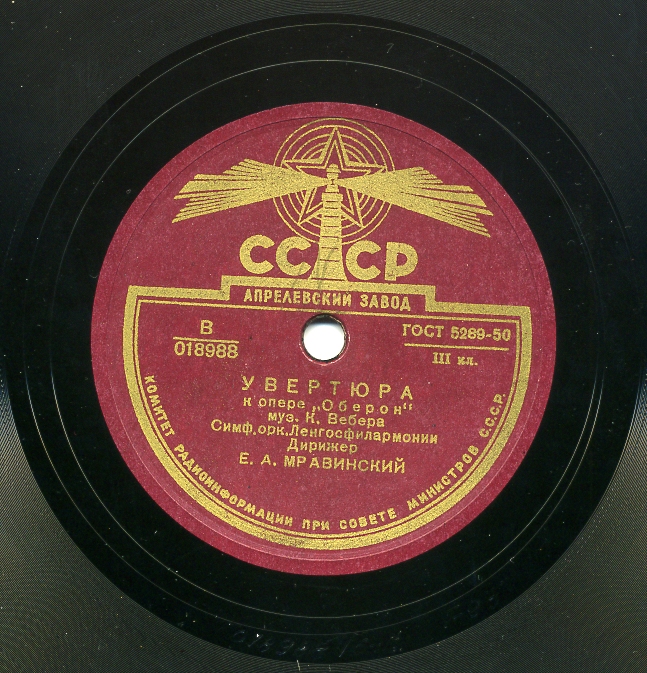 СССР
АПРЕЛЕВСКИЙ ЗАВОД
В
018988
ГОСТ 5289-50
III кл.
УВЕРТЮРА
к опере „Оберон“
муз. К. Вебера
Симф.орк.Ленгосфилармонии
Дирижер
Е. А. МРАВИНСКИЙ
КОМИТЕТ РАДИОИНФОРМАЦИИ ПРИ СОВЕТЕ МИНИСТРОВ С.С.С.Р.